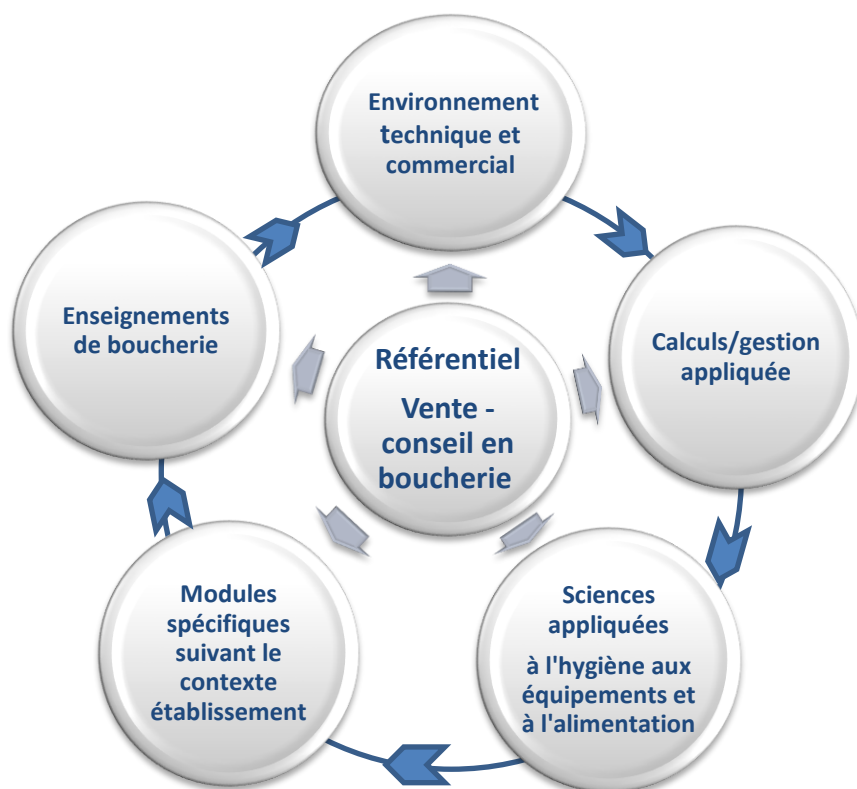 Environnement
technique et
commercial
Calculs/gestion
appliquée
Sciences
appliquées
à l'hygiène aux
équipements et
à l'alimentation
Modules
spécifiques
suivant le
contexte
établissement
Enseignements
de boucherie
Référentiel
Vente -
conseil en
boucherie